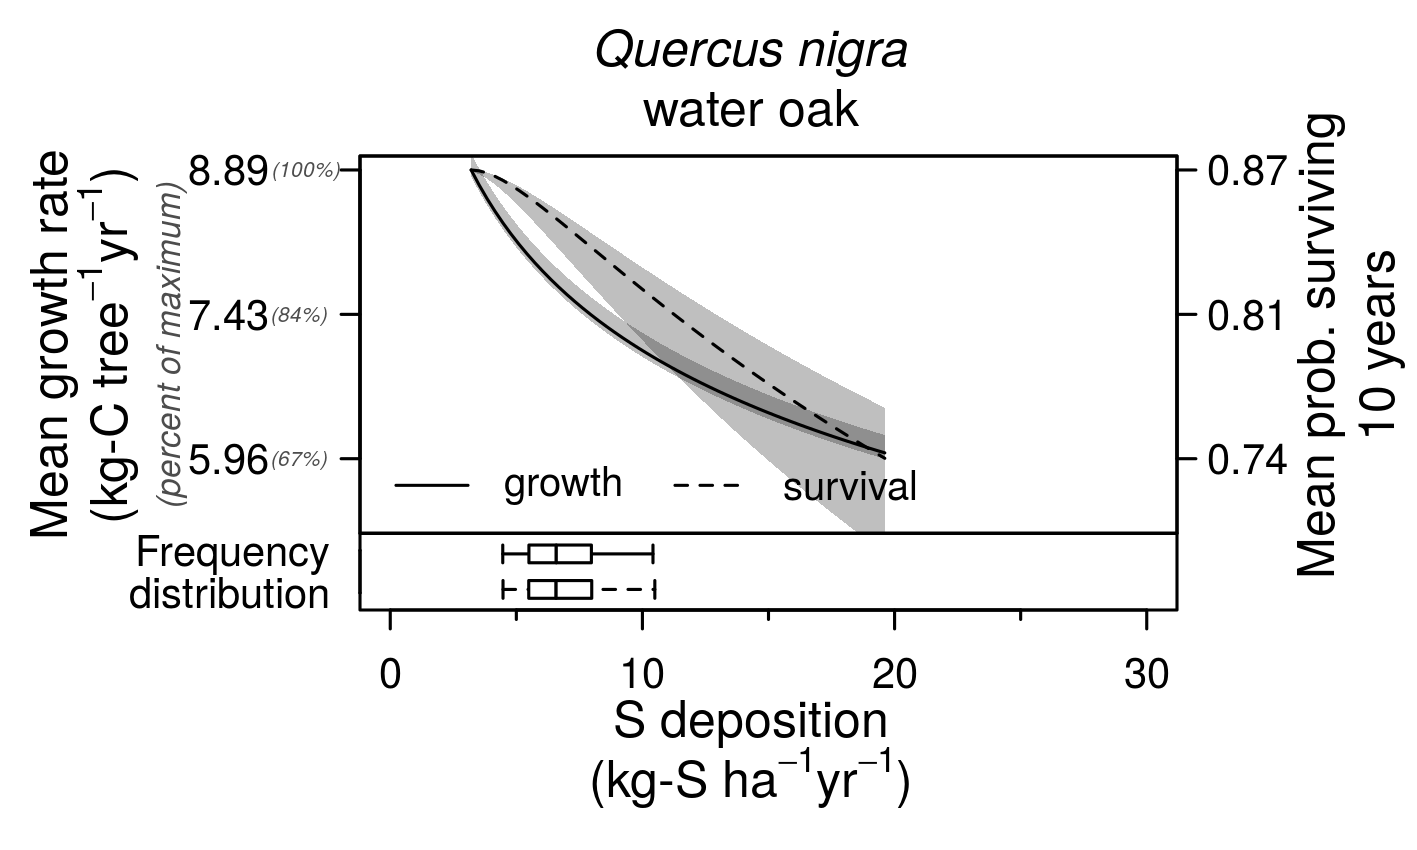 Quercus nigra
water oak
Mean growth rate
(kg-C tree⁻¹yr⁻¹)
(percent of maximum)
8.89 (100%)
7.43 (84%)
5.96 (67%)
0.87
0.81
0.74
Mean prob. surviving
10 years
growth
survival
Frequency
distribution
0 10 20 30
S deposition
(kg-S ha⁻¹yr⁻¹)